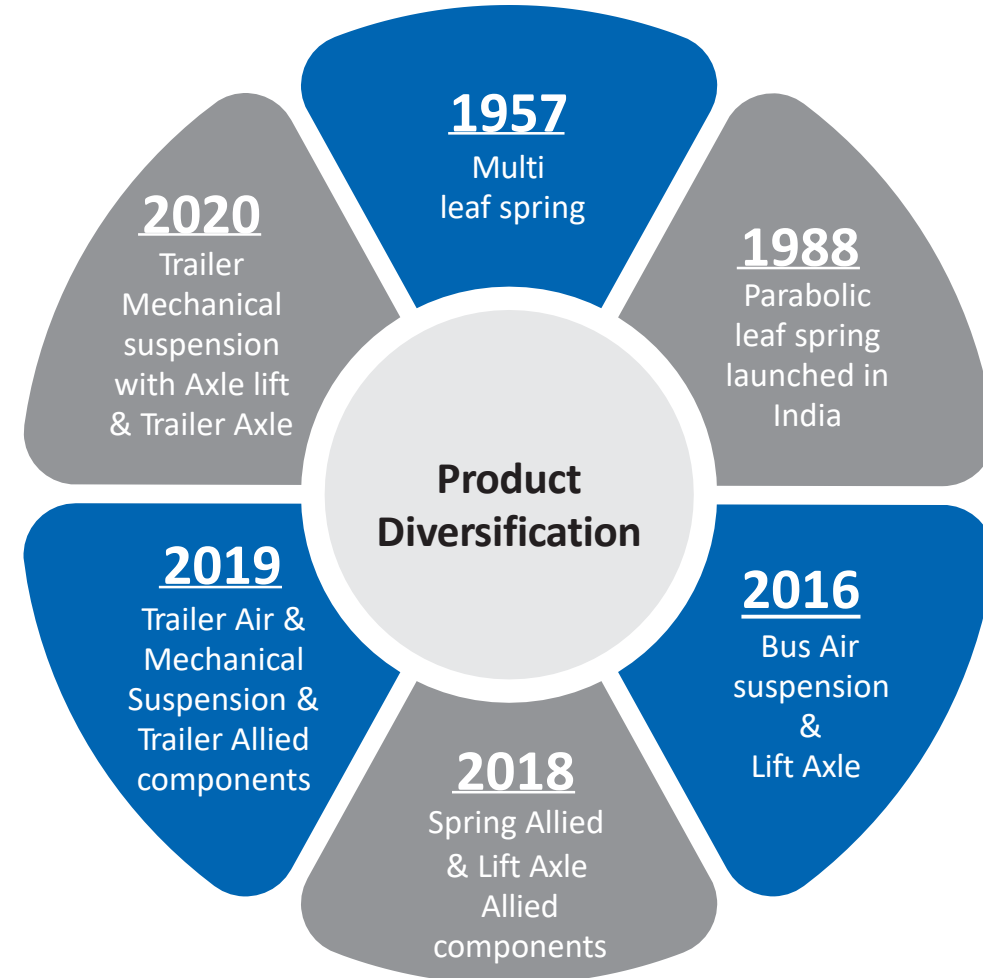 1957
Multi
leaf spring
1988
Parabolic
leaf spring
launched in
India
2016
Bus Air
suspension
&
Lift Axle
2018
Spring Allied
& Lift Axle
Allied
components
2019
Trailer Air &
Mechanical
Suspension &
Trailer Allied
components
2020
Trailer
Mechanical
suspension
with Axle lift
& Trailer Axle
Product
Diversification